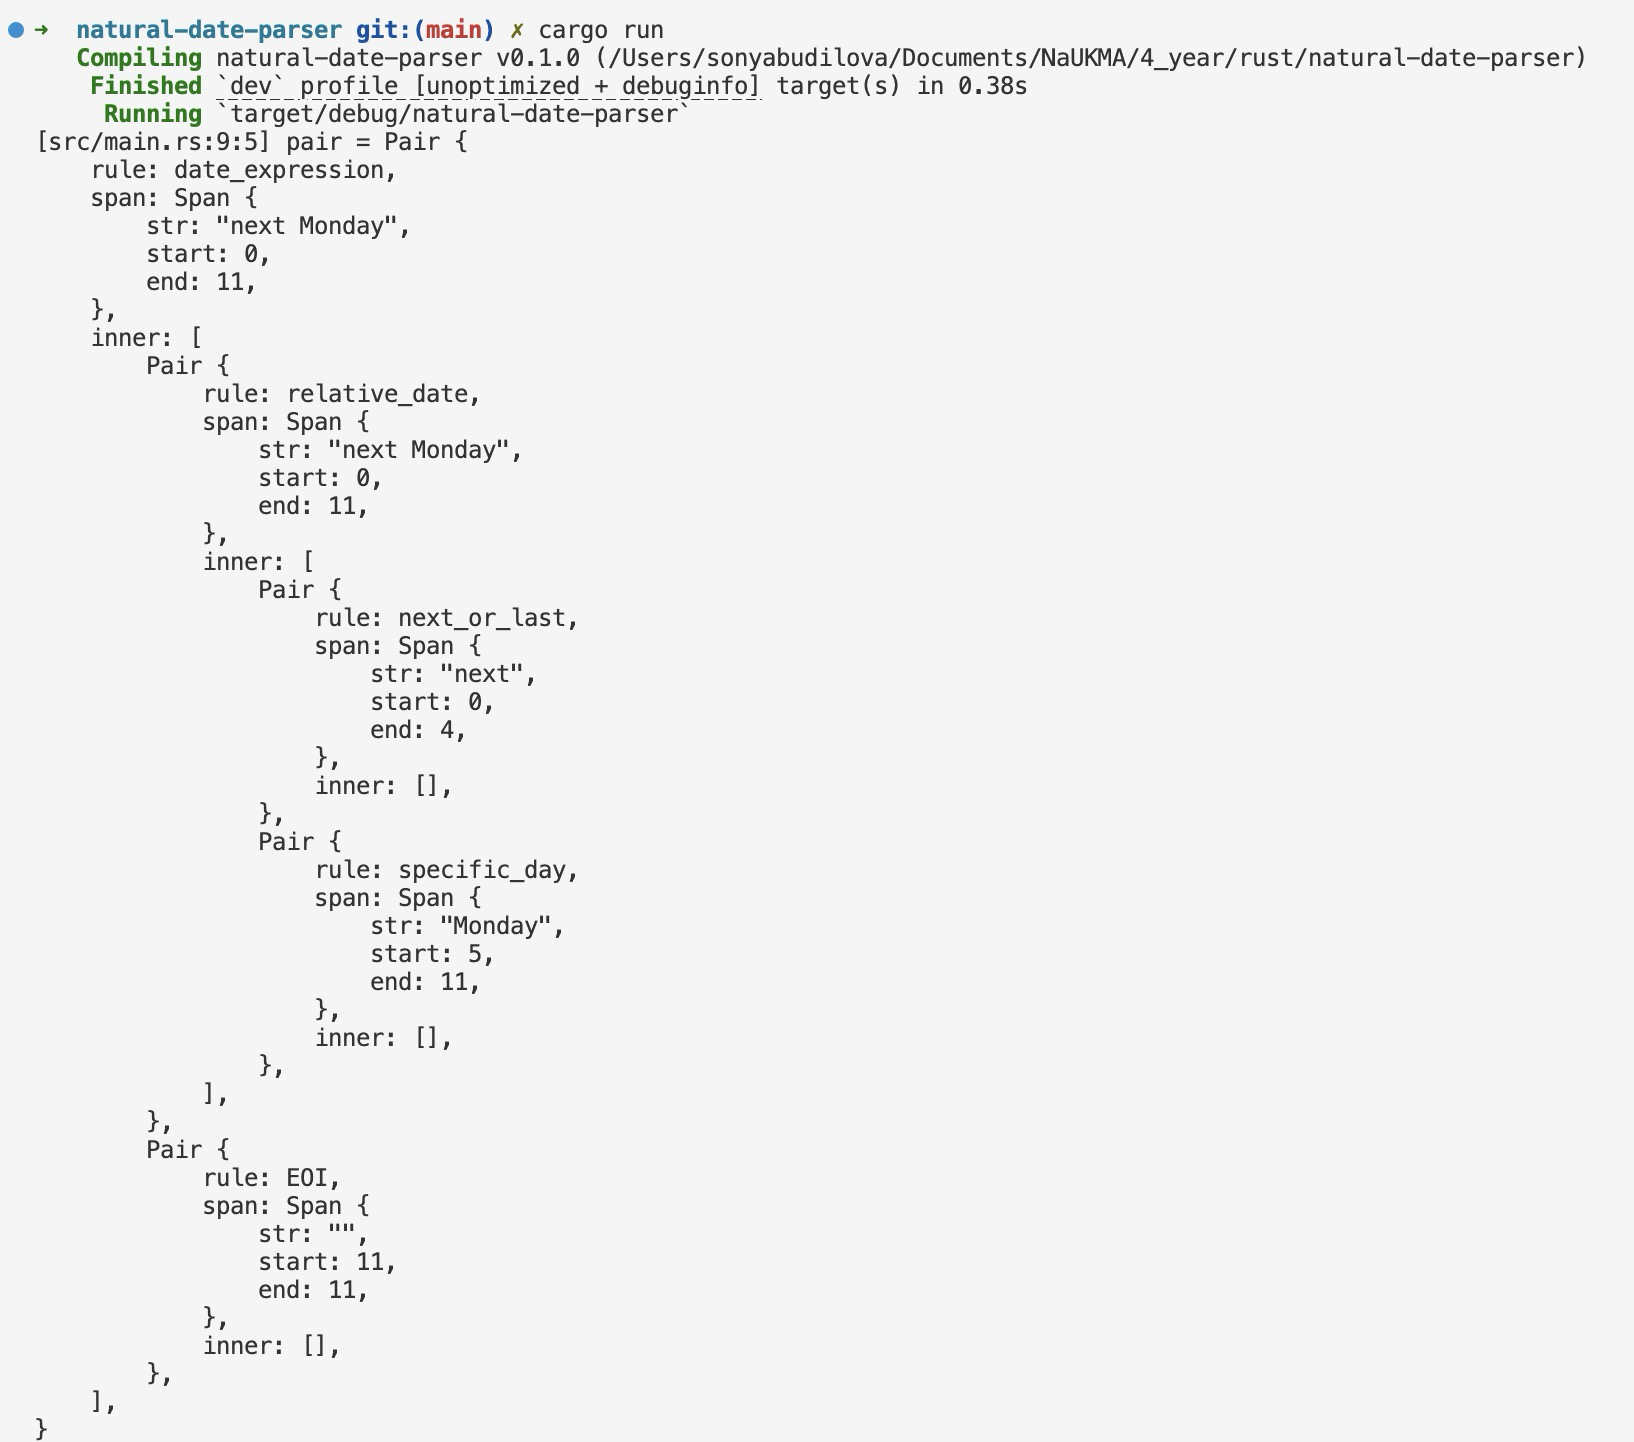 ➜  natural-date-parser git:(main) ✗ cargo run
   Compiling natural-date-parser v0.1.0 (/Users/sonyabudilova/Documents/NaUKMA/4_year/rust/natural-date-parser)
    Finished `dev` profile [unoptimized + debuginfo] target(s) in 0.38s
     Running `target/debug/natural-date-parser`
[src/main.rs:9:5] pair = Pair {
    rule: date_expression,
    span: Span {
        str: "next Monday",
        start: 0,
        end: 11,
    },
    inner: [
        Pair {
            rule: relative_date,
            span: Span {
                str: "next Monday",
                start: 0,
                end: 11,
            },
            inner: [
                Pair {
                    rule: next_or_last,
                    span: Span {
                        str: "next",
                        start: 0,
                        end: 4,
                    },
                    inner: [],
                },
                Pair {
                    rule: specific_day,
                    span: Span {
                        str: "Monday",
                        start: 5,
                        end: 11,
                    },
                    inner: [],
                },
            ],
        },
        Pair {
            rule: EOI,
            span: Span {
                str: "",
                start: 11,
                end: 11,
            },
            inner: [],
        },
    ],
}